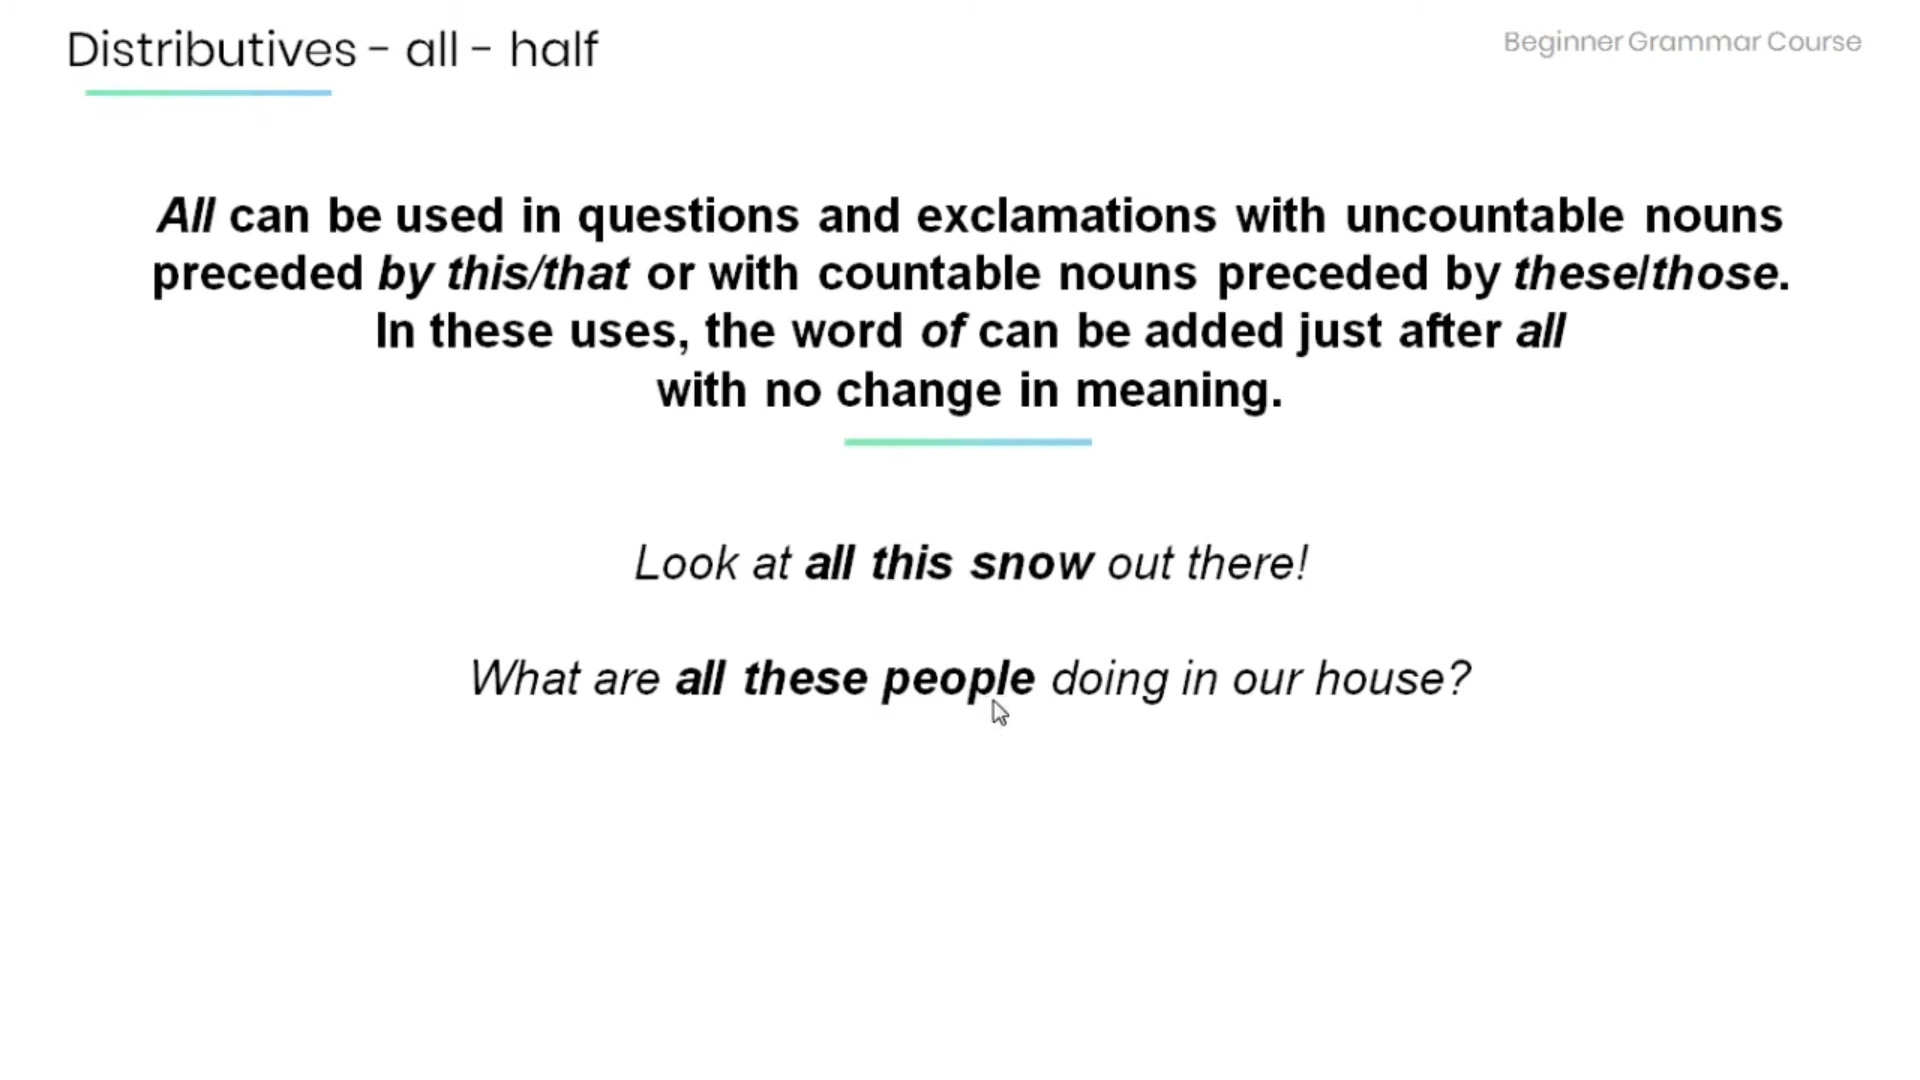 Distributives - all - half
Beginner Grammar Course
All can be used in questions and exclamations with uncountable nouns
preceded by this/that or with countable nouns preceded by these/those.
In these uses, the word of can be added just after all
with no change in meaning.
Look at all this snow out there!
What are all these people doing in our house?